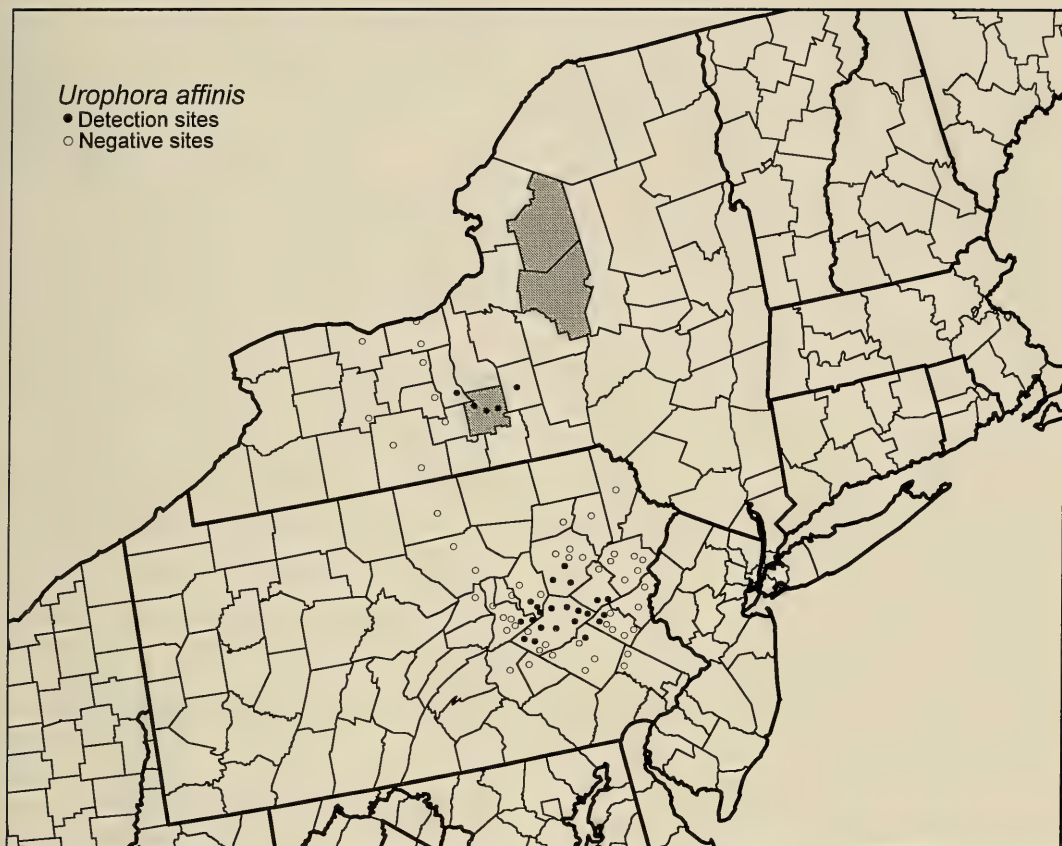 Urophora affinis
● Detection sites
○ Negative sites